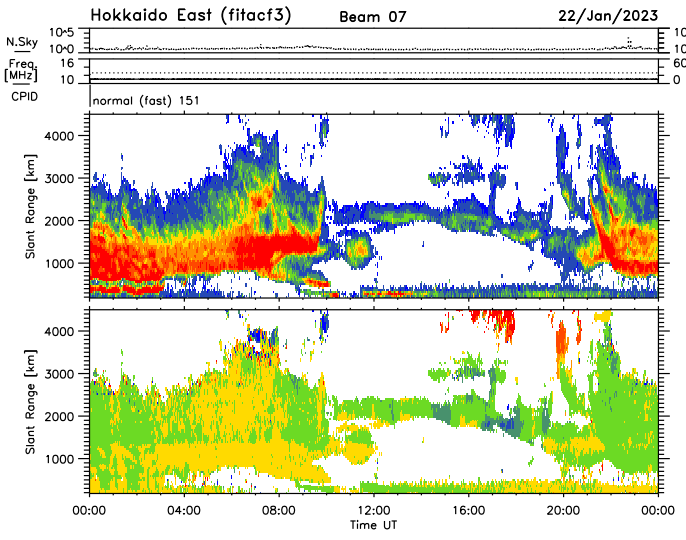 Hokkaido East (fitacf3) Beam 07 22/Jan/2023
N.Sky 10^5 10^0 10 10
Freq. [MHz] 16 10 60 0
CPID normal (fast) 151
Slant Range [km] 4000 3000 2000 1000
Slant Range [km] 4000 3000 2000 1000
00:00 04:00 08:00 12:00 16:00 20:00 00:00
Time UT